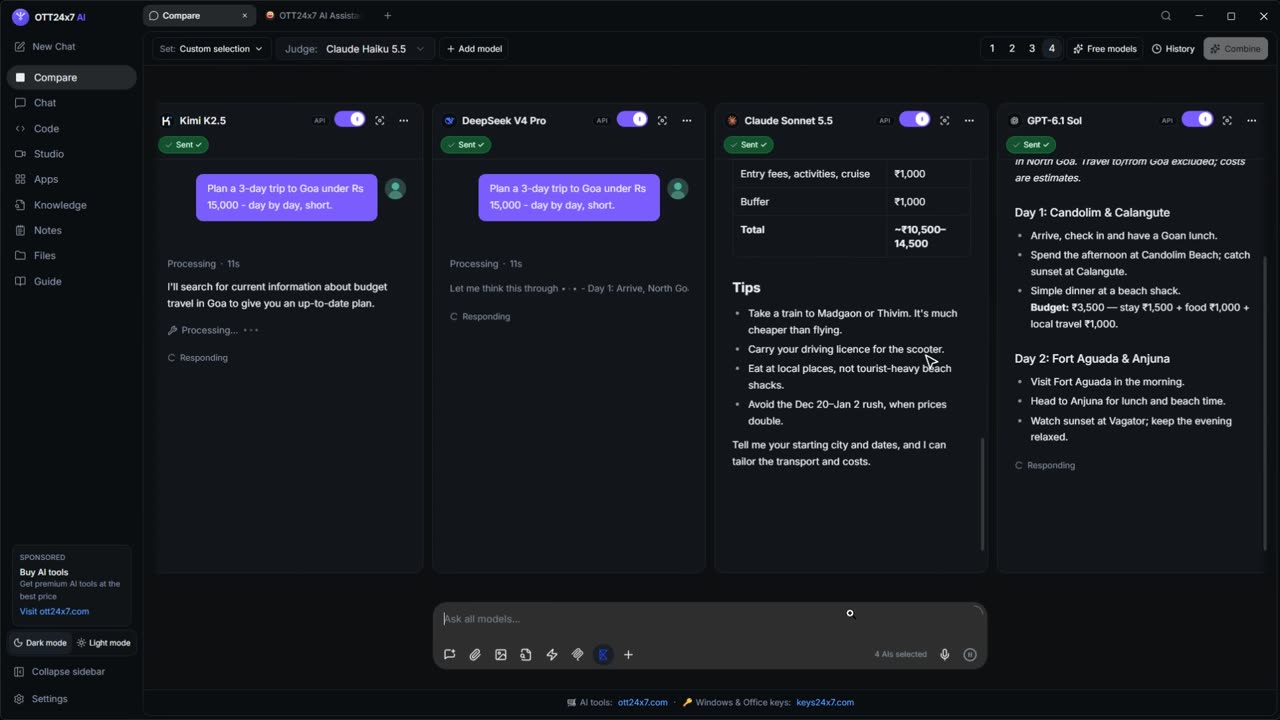 OTT24x7 AI
Compare
OTT24x7 AI Assista
New Chat
Compare
Chat
Code
Studio
Apps
Knowledge
Notes
Files
Guide
SPONSORED
Buy AI tools
Get premium AI tools at the
best price
Visit ott24x7.com
Dark mode
Light mode
Collapse sidebar
Settings
Set: Custom selection
Judge: Claude Haiku 5.5
+ Add model
1 2 3 4
Free models
History
Combine
Kimi K2.5
API
Sent ✓
Plan a 3-day trip to Goa under Rs
15,000 - day by day, short.
Processing · 11s
I'll search for current information about budget
travel in Goa to give you an up-to-date plan.
Processing...
Responding
DeepSeek V4 Pro
API
Sent ✓
Plan a 3-day trip to Goa under Rs
15,000 - day by day, short.
Processing · 11s
Let me think this through • • • - Day 1: Arrive, North Go
Responding
Claude Sonnet 5.5
API
Sent ✓
Entry fees, activities, cruise ₹1,000
Buffer ₹1,000
Total ~₹10,500–
14,500
Tips
• Take a train to Madgaon or Thivim. It's much
cheaper than flying.
• Carry your driving licence for the scooter.
• Eat at local places, not tourist-heavy beach
shacks.
• Avoid the Dec 20–Jan 2 rush, when prices
double.
Tell me your starting city and dates, and I can
tailor the transport and costs.
GPT-6.1 Sol
API
Sent ✓
in North Goa. Travel to/from Goa excluded; costs
are estimates.
Day 1: Candolim & Calangute
• Arrive, check in and have a Goan lunch.
• Spend the afternoon at Candolim Beach; catch
sunset at Calangute.
• Simple dinner at a beach shack.
Budget: ₹3,500 — stay ₹1,500 + food ₹1,000 +
local travel ₹1,000.
Day 2: Fort Aguada & Anjuna
• Visit Fort Aguada in the morning.
• Head to Anjuna for lunch and beach time.
• Watch sunset at Vagator; keep the evening
relaxed.
Responding
Ask all models...
4 AIs selected
AI tools: ott24x7.com · Windows & Office keys: keys24x7.com